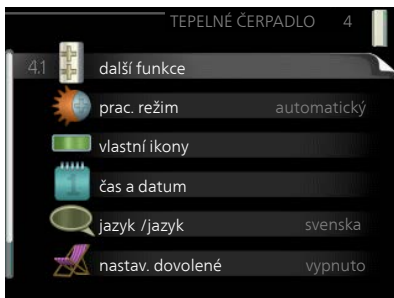 TEPELNÉ ČERPADLO 4
4.1 další funkce
prac. režim automatický
vlastní ikony
1
čas a datum
jazyk /jazyk svenska
nastav. dovolené vypnuto